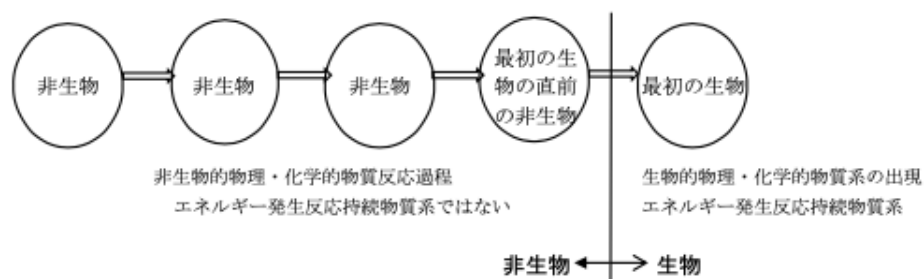 非生物
非生物
非生物
最初の生
物の直前
の非生物
最初の生物
非生物的物理・化学的物質反応過程
エネルギー発生反応持続物質系ではない
生物的物理・化学的物質系の出現
エネルギー発生反応持続物質系
非生物
生物